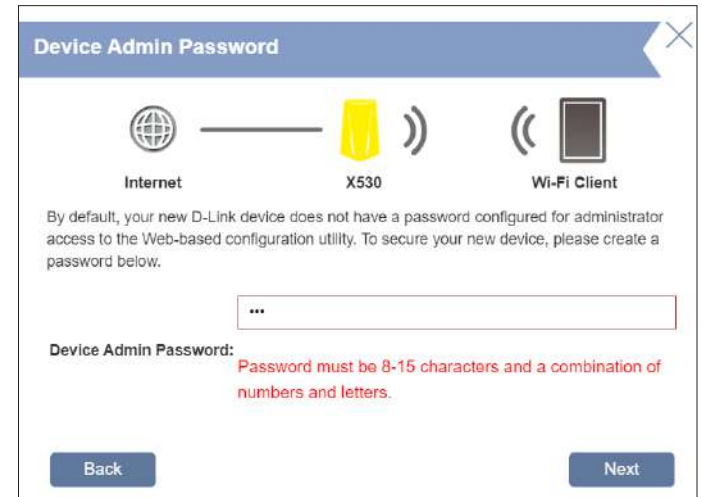 Device Admin Password
Internet
X530
Wi-Fi Client
By default, your new D-Link device does not have a password configured for administrator
access to the Web-based configuration utility. To secure your new device, please create a
password below.
•••
Device Admin Password:
Password must be 8-15 characters and a combination of
numbers and letters.
Back
Next